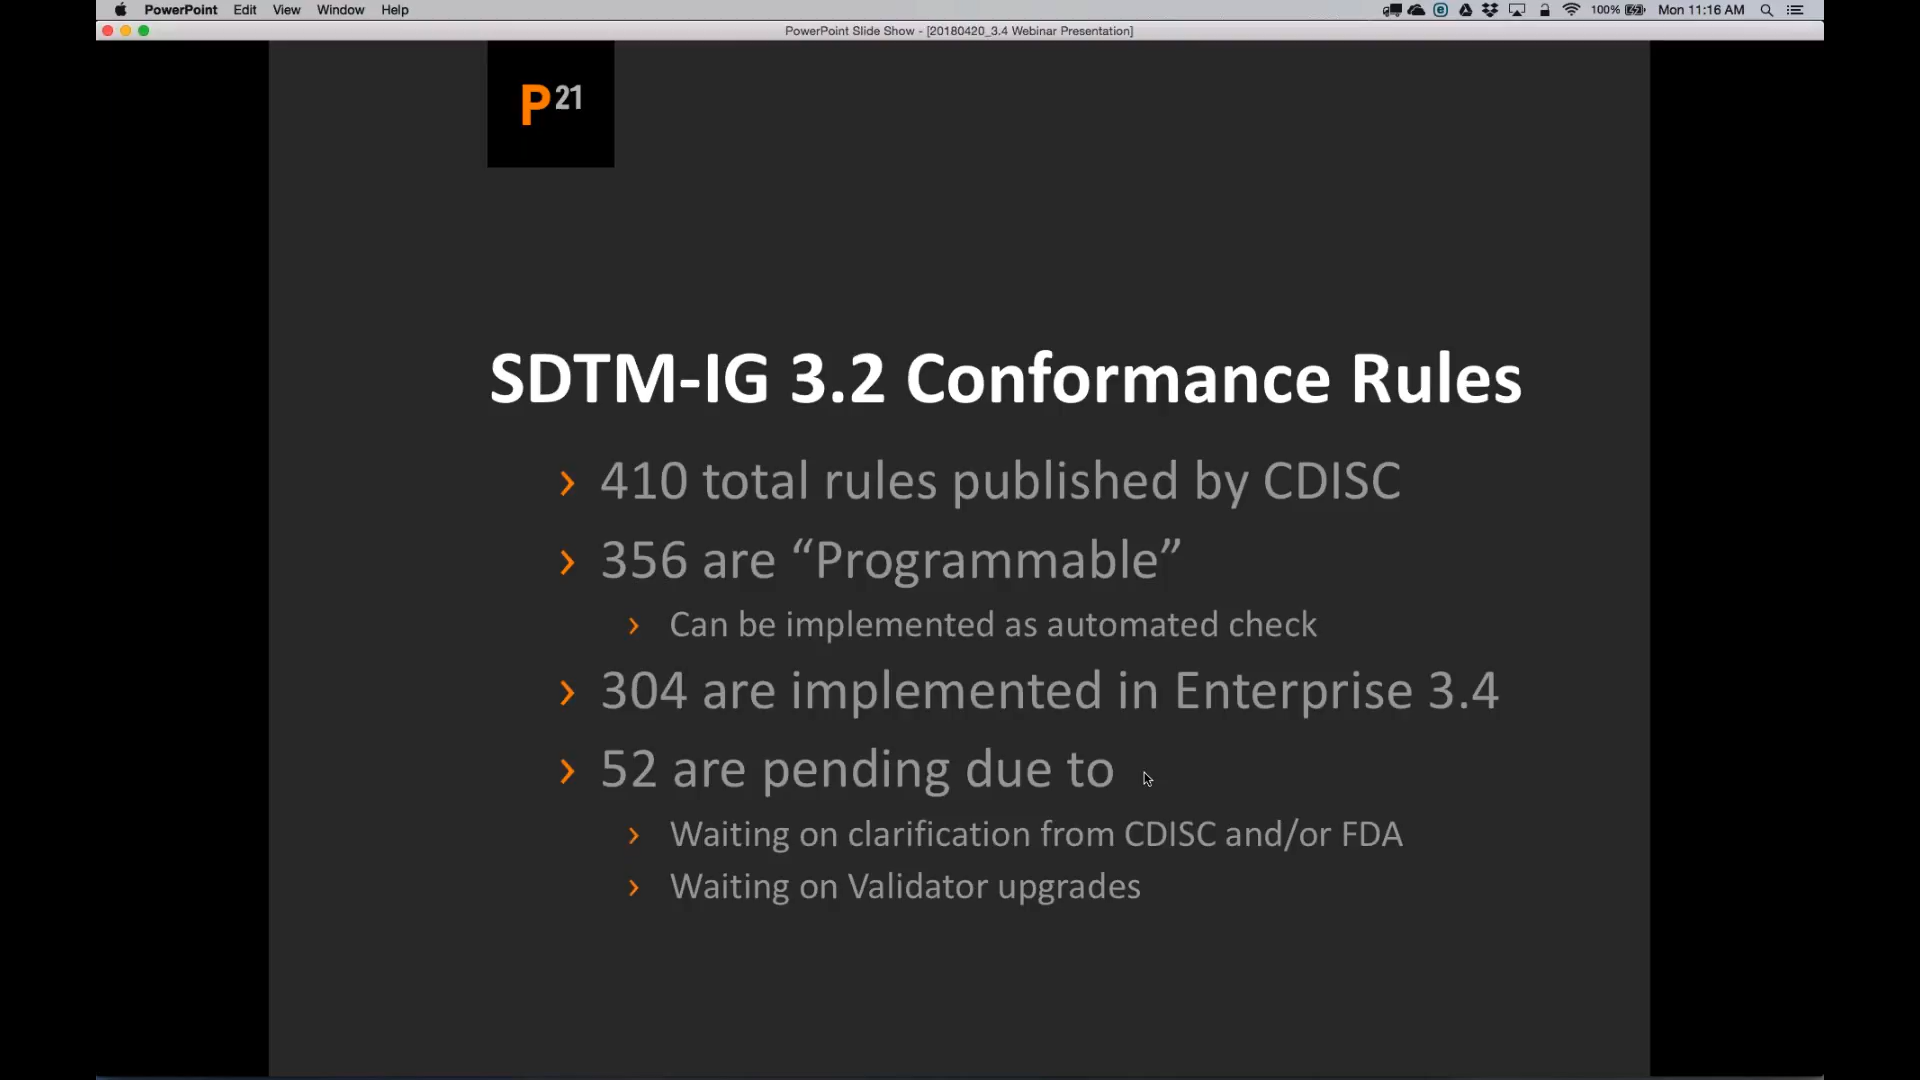 PowerPoint Edit View Window Help 100% Mon 11:16 AM
PowerPoint Slide Show - [20180420_3.4 Webinar Presentation]
P21
SDTM-IG 3.2 Conformance Rules
› 410 total rules published by CDISC
› 356 are “Programmable”
› Can be implemented as automated check
› 304 are implemented in Enterprise 3.4
› 52 are pending due to
› Waiting on clarification from CDISC and/or FDA
› Waiting on Validator upgrades